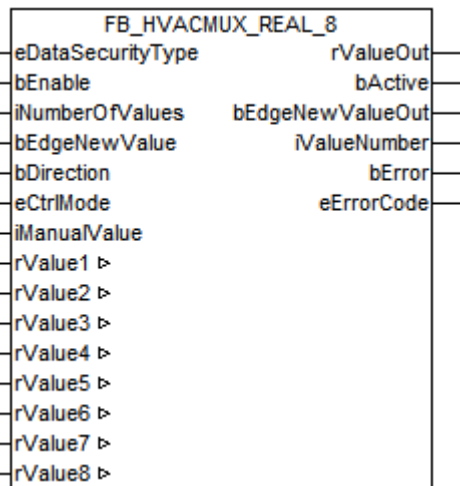 FB_HVACMUX_REAL_8
eDataSecurityType rValueOut
bEnable bActive
iNumberOfValues bEdgeNewValueOut
bEdgeNewValue iValueNumber
bDirection bError
eCtrlMode eErrorCode
iManualValue
rValue1 ▷
rValue2 ▷
rValue3 ▷
rValue4 ▷
rValue5 ▷
rValue6 ▷
rValue7 ▷
rValue8 ▷